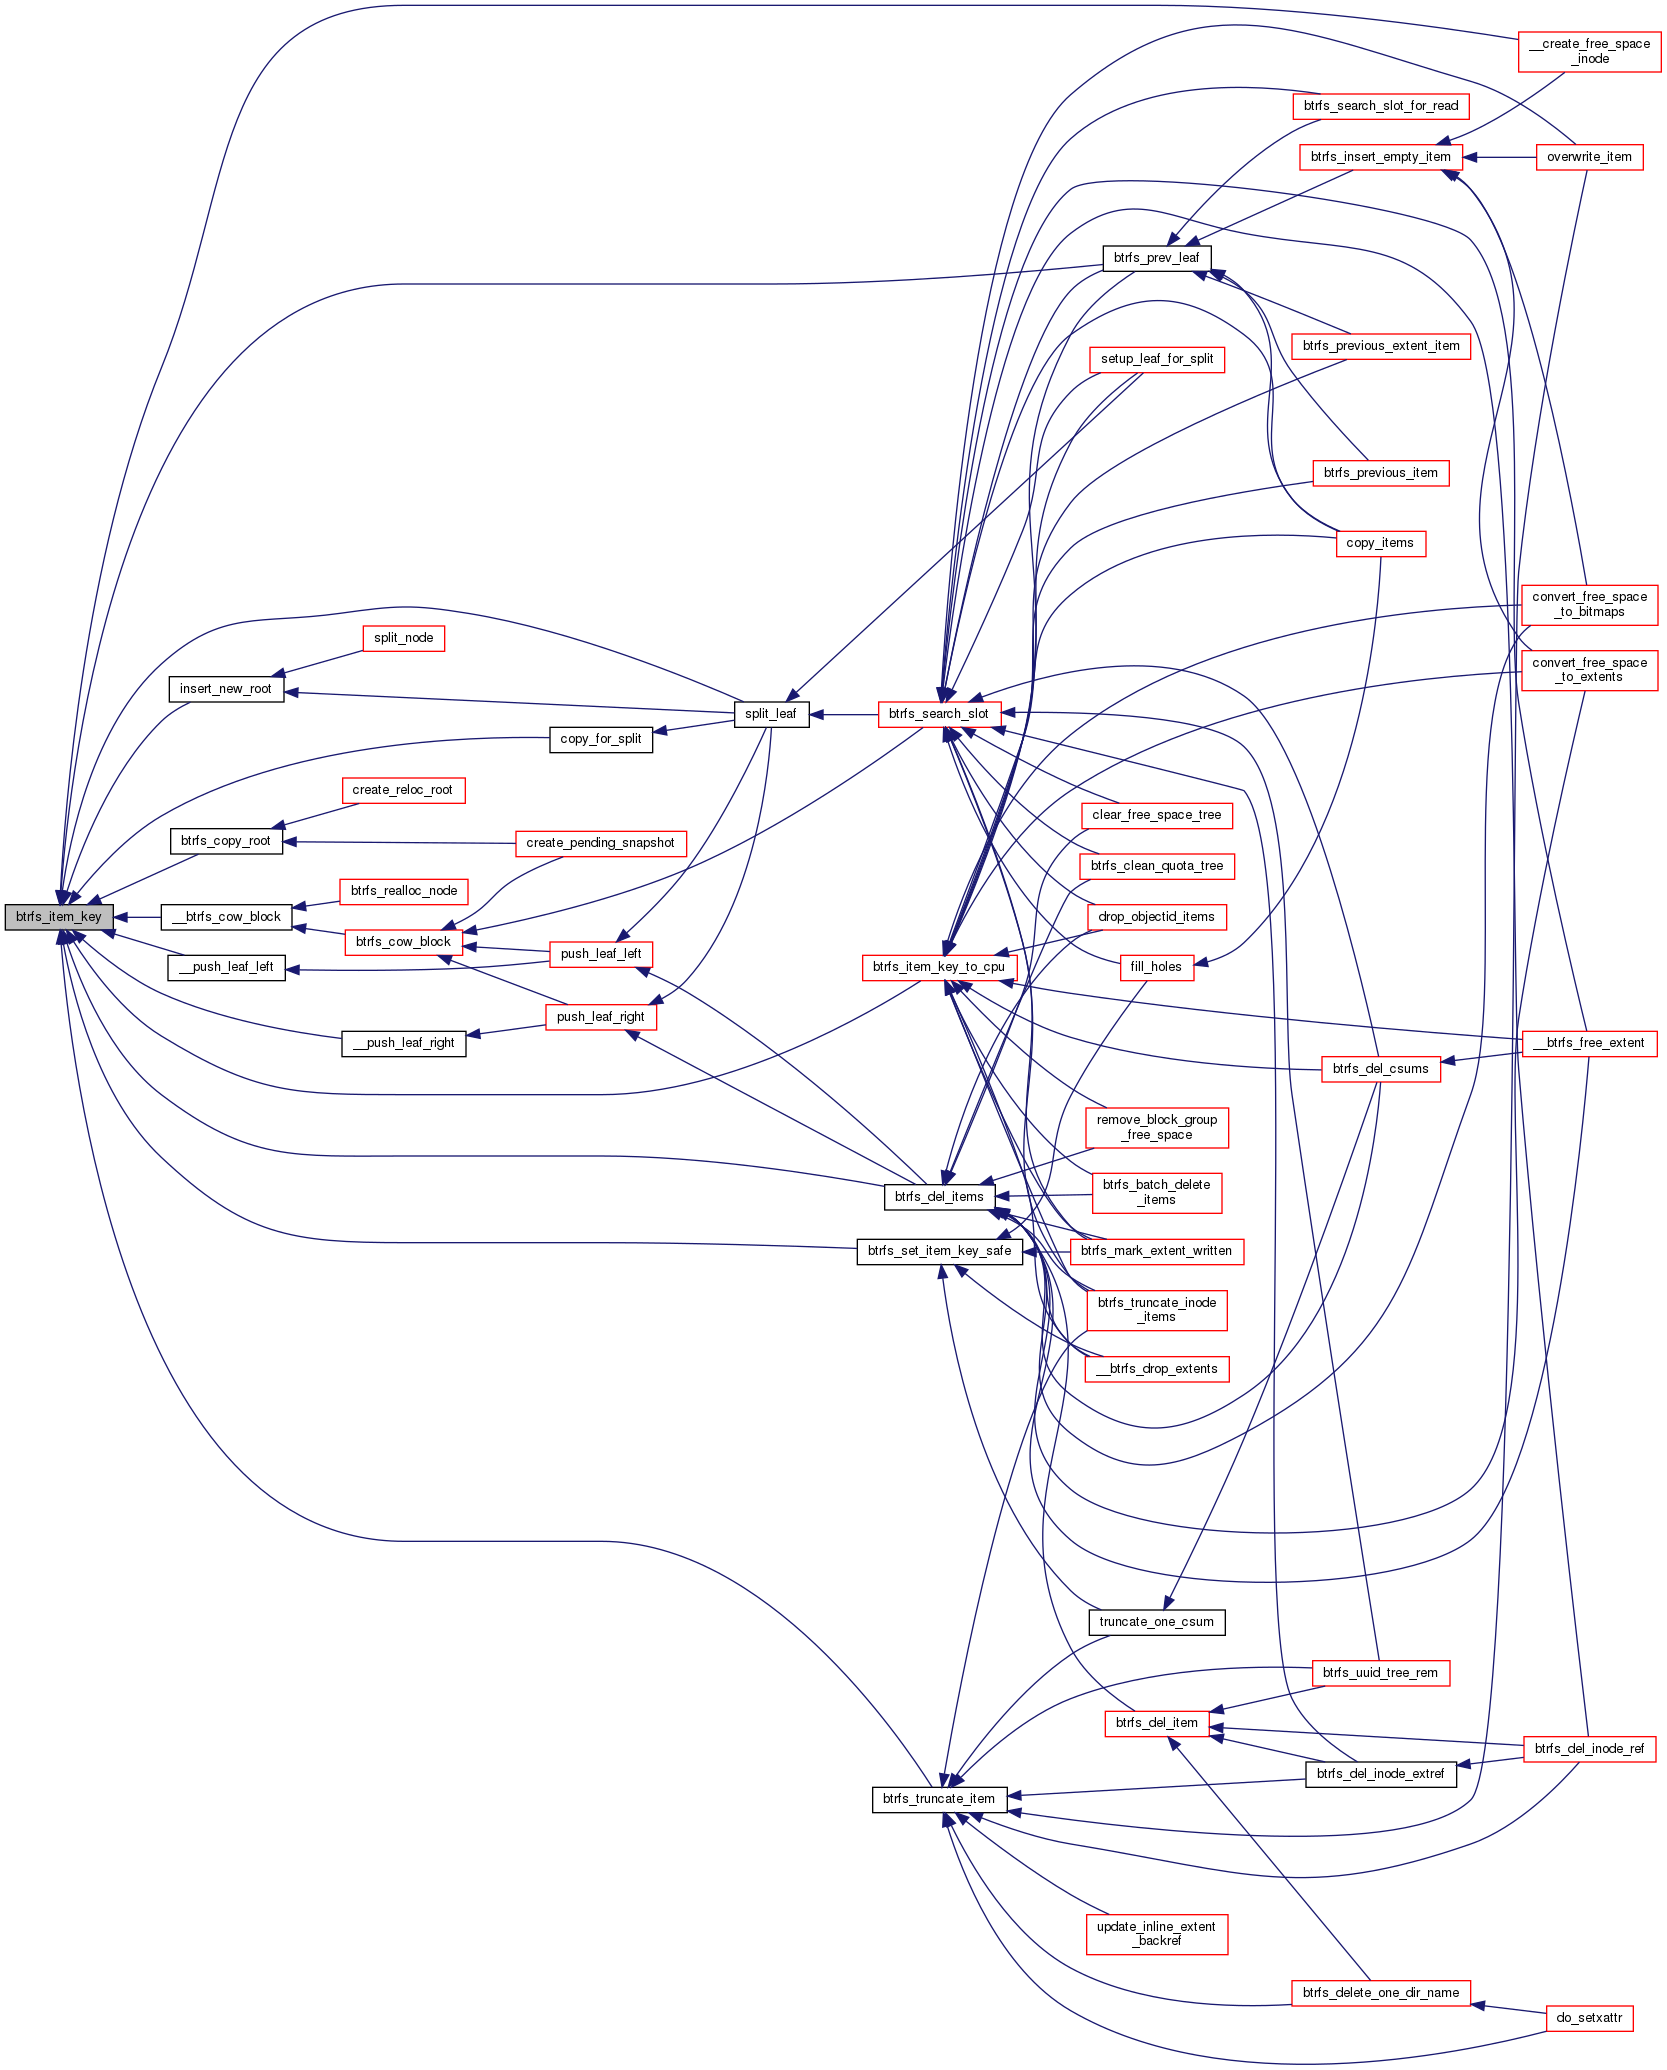 __create_free_space
_inode
btrfs_search_slot_for_read
btrfs_insert_empty_item
overwrite_item
btrfs_prev_leaf
btrfs_previous_extent_item
setup_leaf_for_split
btrfs_previous_item
copy_items
convert_free_space
_to_bitmaps
split_node
convert_free_space
_to_extents
insert_new_root
split_leaf
btrfs_search_slot
copy_for_split
create_reloc_root
clear_free_space_tree
btrfs_copy_root
create_pending_snapshot
btrfs_clean_quota_tree
btrfs_realloc_node
btrfs_item_key
__btrfs_cow_block
drop_objectid_items
btrfs_cow_block
push_leaf_left
__push_leaf_left
btrfs_item_key_to_cpu
fill_holes
push_leaf_right
__push_leaf_right
__btrfs_free_extent
btrfs_del_csums
remove_block_group
_free_space
btrfs_del_items
btrfs_batch_delete
_items
btrfs_set_item_key_safe
btrfs_mark_extent_written
btrfs_truncate_inode
_items
__btrfs_drop_extents
truncate_one_csum
btrfs_uuid_tree_rem
btrfs_del_item
btrfs_del_inode_ref
btrfs_del_inode_extref
btrfs_truncate_item
update_inline_extent
_backref
btrfs_delete_one_dir_name
do_setxattr